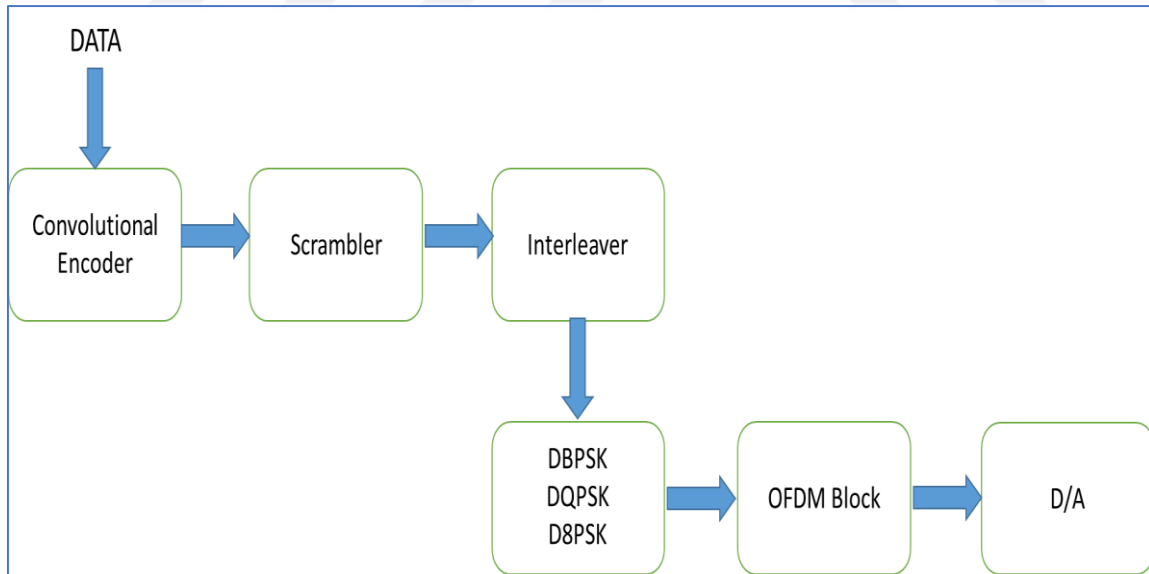 DATA
Convolutional
Encoder
Scrambler
Interleaver
DBPSK
DQPSK
D8PSK
OFDM Block
D/A